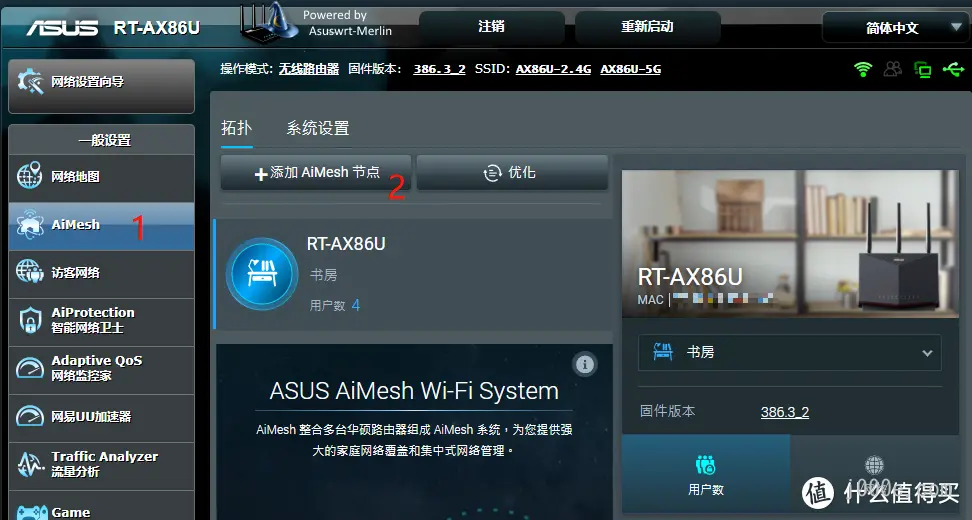 ASUS RT-AX86U
Powered by
Asuswrt-Merlin
注销
重新启动
简体中文
网络设置向导
操作模式: 无线路由器 固件版本: 386.3_2 SSID: AX86U-2.4G AX86U-5G
一般设置
网络地图
AiMesh
1
访客网络
AiProtection
智能网络卫士
Adaptive QoS
网络监控家
网易UU加速器
Traffic Analyzer
流量分析
Game
拓扑
系统设置
+添加 AiMesh 节点
2
优化
RT-AX86U
书房
用户数 4
ASUS AiMesh Wi-Fi System
AiMesh 整合多台华硕路由器组成 AiMesh 系统，为您提供强
大的家庭网络覆盖和集中式网络管理。
RT-AX86U
MAC
书房
固件版本 386.3_2
用户数
值 什么值得买